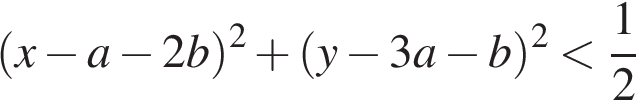 (x − a − 2b)² + (y − 3a − b)² < 1/2